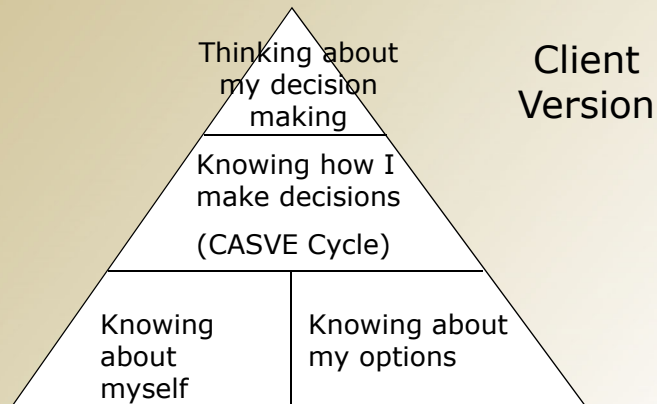 Thinking about
my decision
making
Client
Version
Knowing how I
make decisions
(CASVE Cycle)
Knowing
about
myself
Knowing about
my options